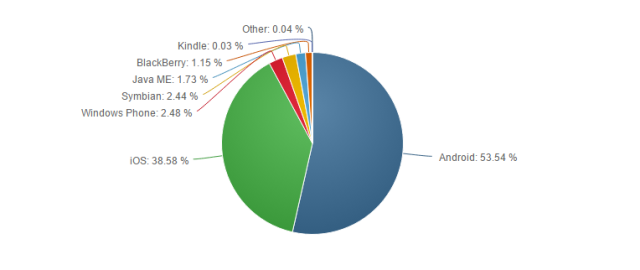 Other: 0.04 %
Kindle: 0.03 %
BlackBerry: 1.15 %
Java ME: 1.73 %
Symbian: 2.44 %
Windows Phone: 2.48 %
iOS: 38.58 %
Android: 53.54 %